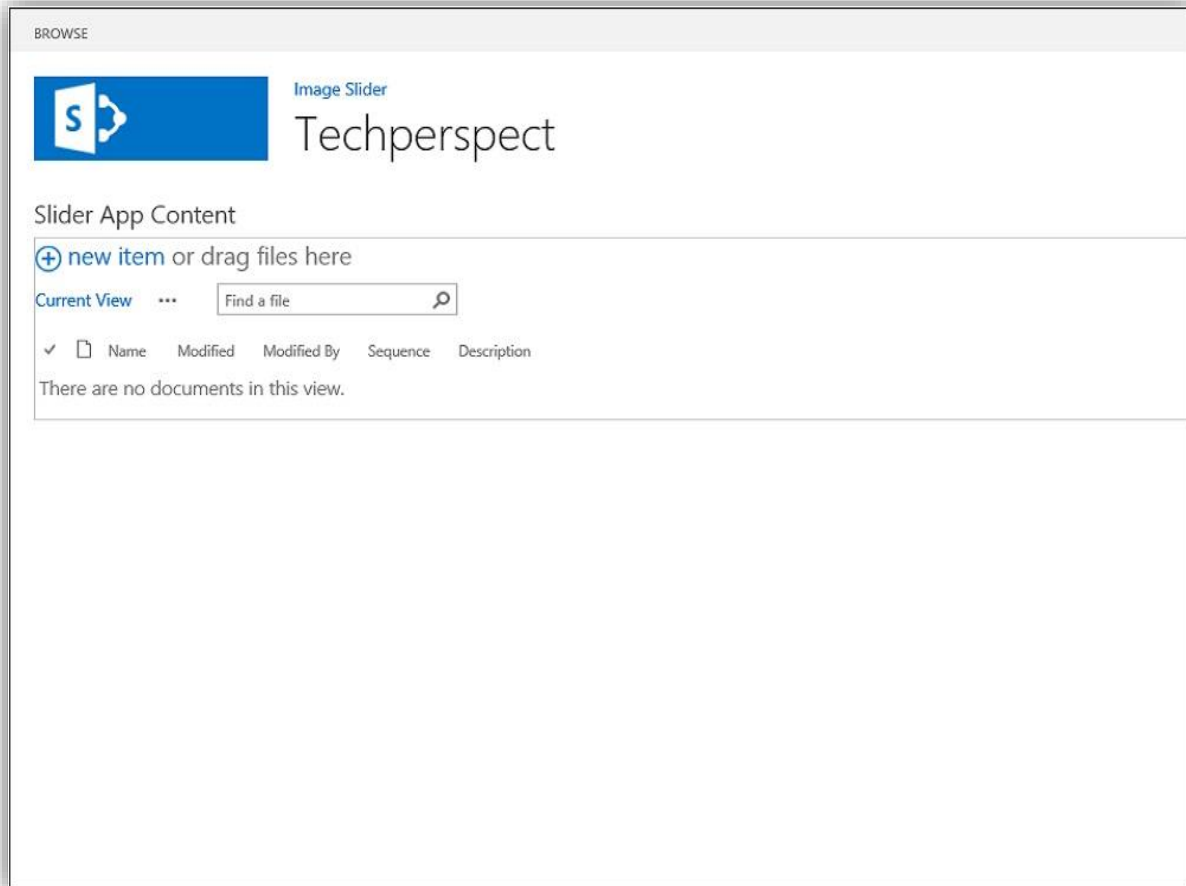 BROWSE
S
Image Slider
Techperspect
Slider App Content
new item or drag files here
Current View ... Find a file
Name Modified Modified By Sequence Description
There are no documents in this view.